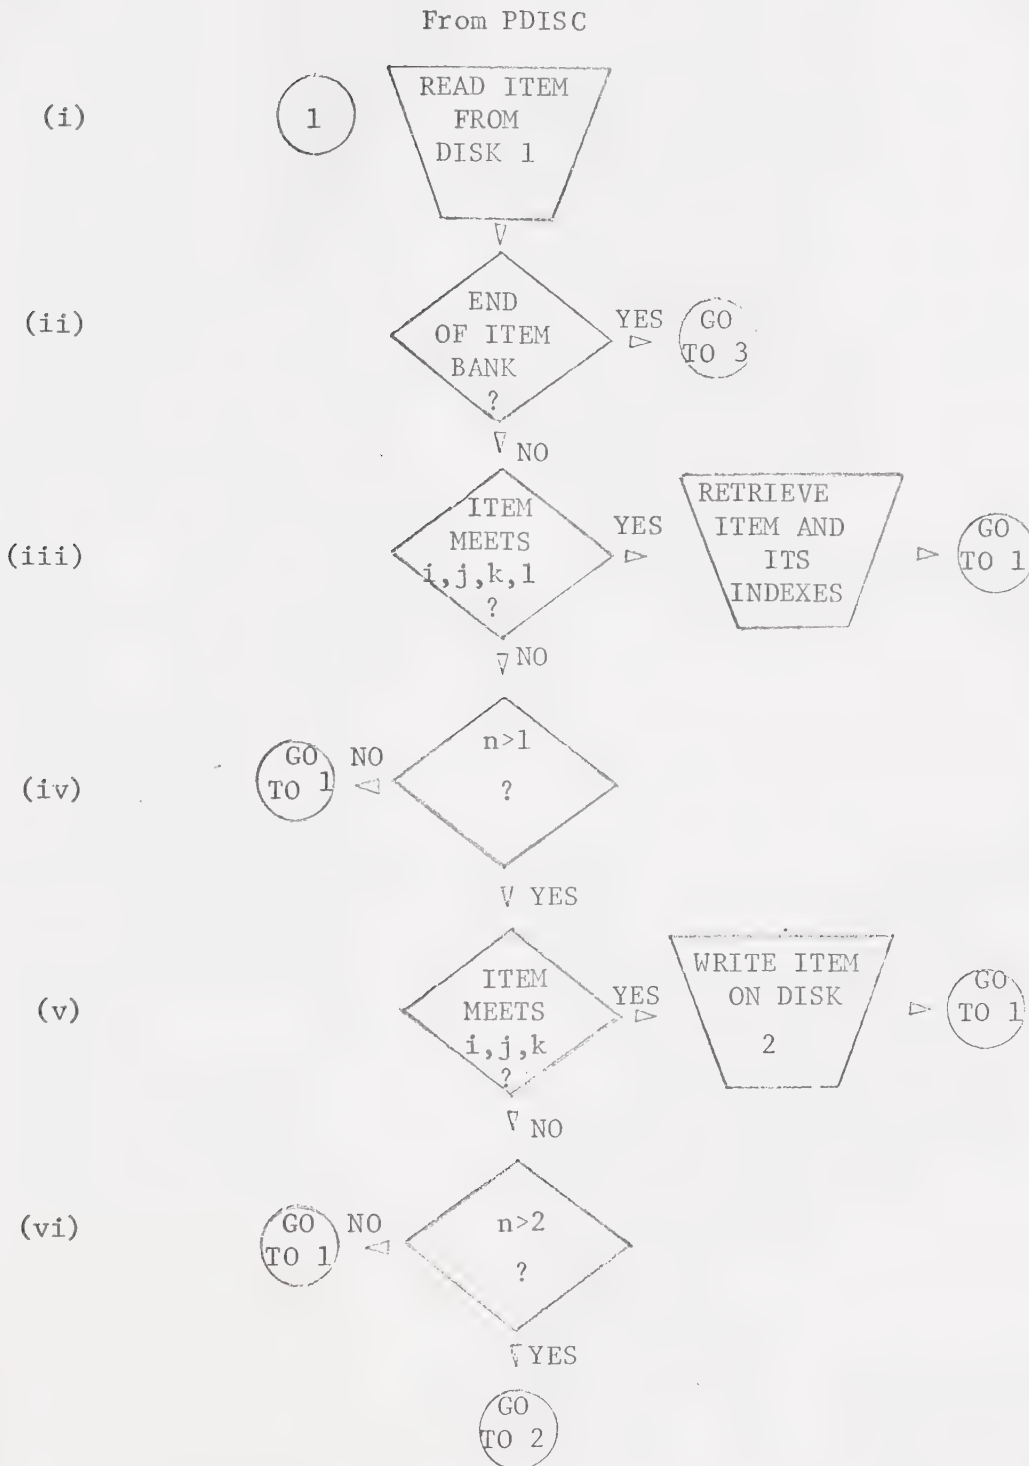 From PDISC
(i)
1
READ ITEM
FROM
DISK 1
(ii)
END
OF ITEM
BANK
?
YES
GO
TO 3
NO
(iii)
ITEM
MEETS
i,j,k,l
?
YES
RETRIEVE
ITEM AND
ITS
INDEXES
GO
TO 1
NO
(iv)
GO
TO 1
NO
n>1
?
YES
(v)
ITEM
MEETS
i,j,k
?
YES
WRITE ITEM
ON DISK
2
GO
TO 1
NO
(vi)
GO
TO 1
NO
n>2
?
YES
GO
TO 2